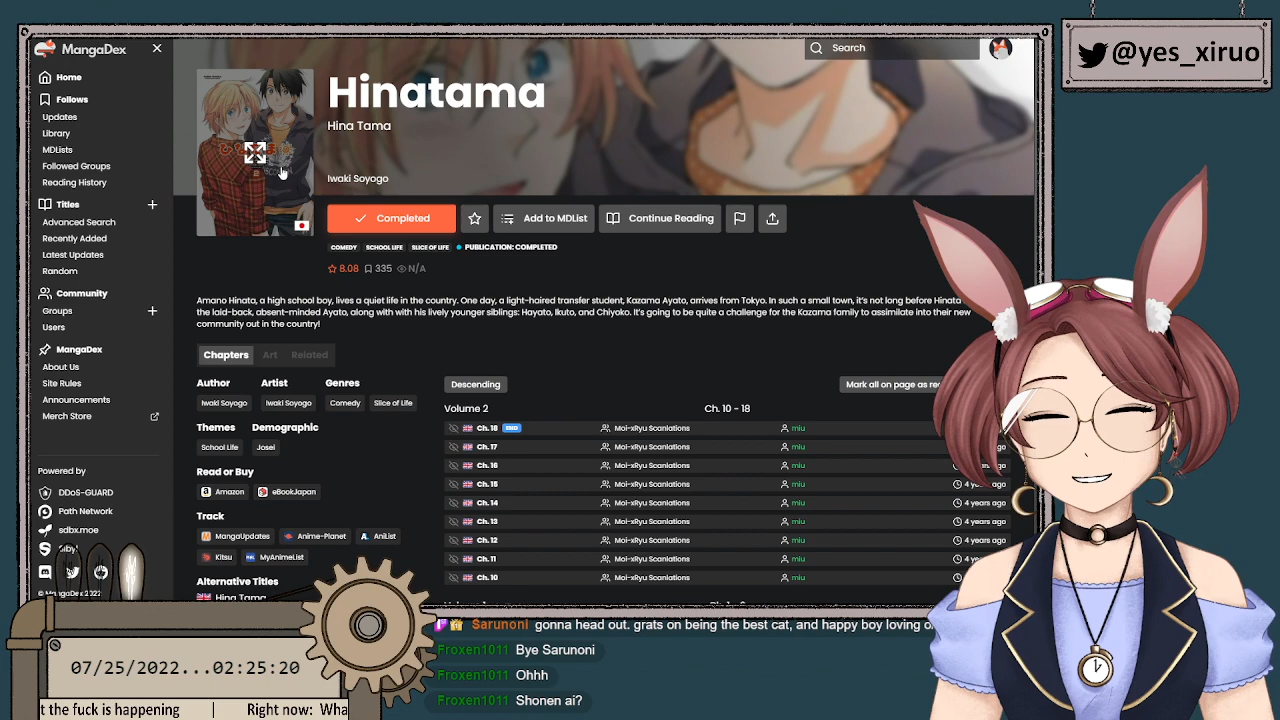 MangaDex
Home
Follows
Updates
Library
MDLists
Followed Groups
Reading History
Titles
Advanced Search
Recently Added
Latest Updates
Random
Community
Groups
Users
MangaDex
About Us
Site Rules
Announcements
Merch Store
Powered by
DDoS-GUARD
Path Network
sdbx.moe
© MangaDex 2022
Search
Hinatama
Hina Tama
Iwaki Soyogo
Completed
Add to MDList
Continue Reading
COMEDY SCHOOL LIFE SLICE OF LIFE PUBLICATION: COMPLETED
8.08 335 N/A
Amano Hinata, a high school boy, lives a quiet life in the country. One day, a light-haired transfer student, Kazama Ayato, arrives from Tokyo. In such a small town, it's not long before Hinata
the laid-back, absent-minded Ayato, along with with his lively younger siblings: Hayato, Ikuto, and Chiyoko. It's going to be quite a challenge for the Kazama family to assimilate into their new
community out in the country!
Chapters Art Related
Author Artist Genres
Iwaki Soyogo Iwaki Soyogo Comedy Slice of Life
Themes Demographic
School Life Josei
Read or Buy
Amazon eBookJapan
Track
MangaUpdates Anime-Planet AniList
Kitsu MyAnimeList
Alternative Titles
Hina Tama
Descending Mark all on page as
Volume 2 Ch. 10 - 18
Ch. 18 END Moi-xRyu Scanlations miu
Ch. 17 Moi-xRyu Scanlations miu ago
Ch. 16 Moi-xRyu Scanlations miu ago
Ch. 15 Moi-xRyu Scanlations miu 4 years ago
Ch. 14 Moi-xRyu Scanlations miu 4 years ago
Ch. 13 Moi-xRyu Scanlations miu 4 years ago
Ch. 12 Moi-xRyu Scanlations miu 4 years ago
Ch. 11 Moi-xRyu Scanlations miu 4 years
Ch. 10 Moi-xRyu Scanlations miu
@yes_xiruo
Sarunoni gonna head out. grats on being the best cat, and happy boy loving
Froxen1011 Bye Sarunoni
Froxen1011 Ohhh
Froxen1011 Shonen ai?
07/25/2022...02:25:20
t the fuck is happening | Right now: Wha